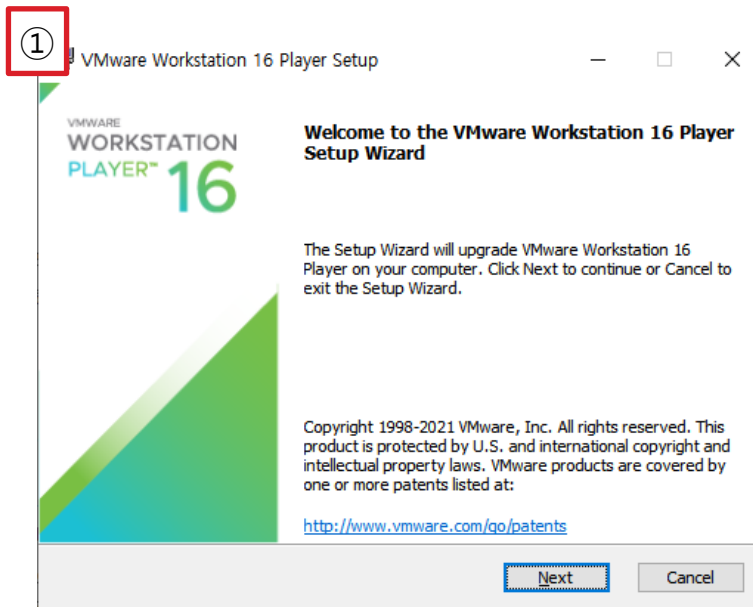 ①
VMware Workstation 16 Player Setup
VMWARE
WORKSTATION
PLAYER™ 16
Welcome to the VMware Workstation 16 Player
Setup Wizard
The Setup Wizard will upgrade VMware Workstation 16
Player on your computer. Click Next to continue or Cancel to
exit the Setup Wizard.
Copyright 1998-2021 VMware, Inc. All rights reserved. This
product is protected by U.S. and international copyright and
intellectual property laws. VMware products are covered by
one or more patents listed at:
http://www.vmware.com/go/patents
Next
Cancel